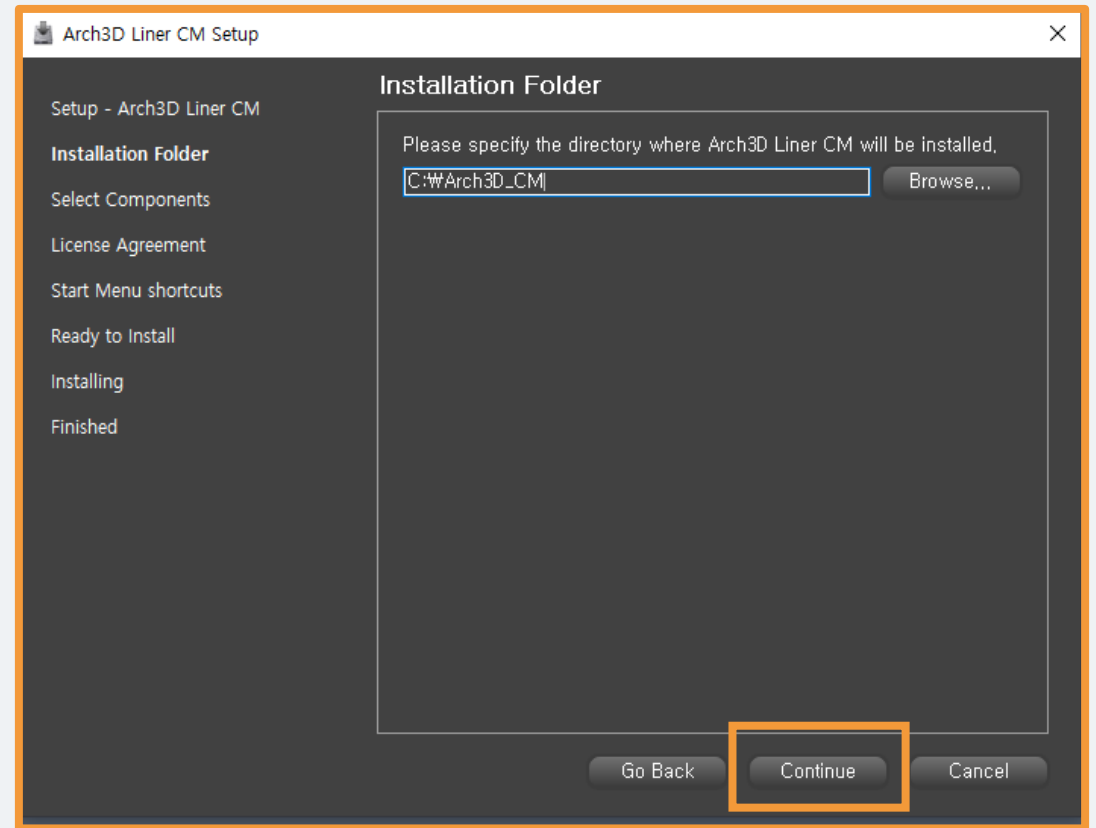 Arch3D Liner CM Setup
Setup - Arch3D Liner CM
Installation Folder
Select Components
License Agreement
Start Menu shortcuts
Ready to Install
Installing
Finished
Installation Folder
Please specify the directory where Arch3D Liner CM will be installed.
C:₩Arch3D_CM
Browse...
Go Back
Continue
Cancel